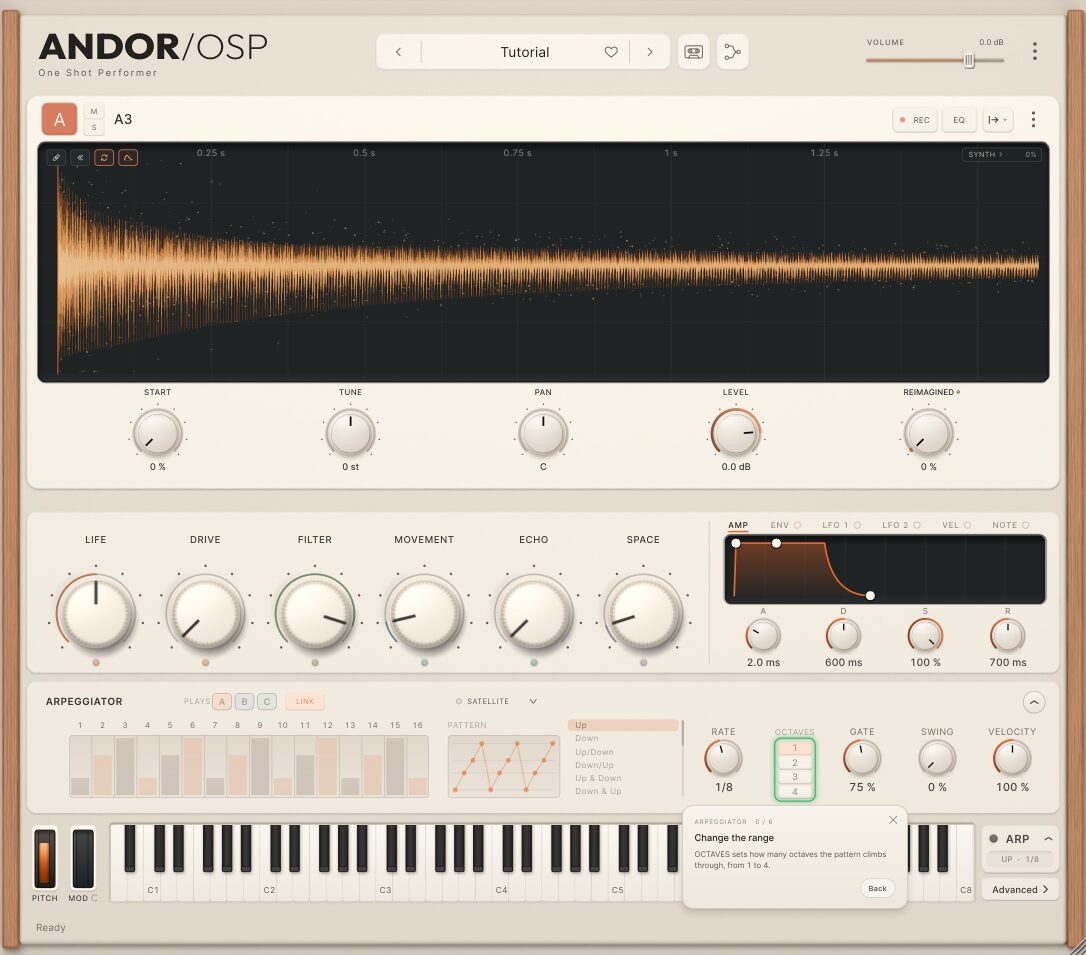 ANDOR/OSP
One Shot Performer
Tutorial
VOLUME 0.0 dB
A M S A3
REC EQ
0.25 s 0.5 s 0.75 s 1 s 1.25 s
SYNTH 0%
START TUNE PAN LEVEL REIMAGINED
0 % 0 st C 0.0 dB 0 %
LIFE DRIVE FILTER MOVEMENT ECHO SPACE
AMP ENV LFO 1 LFO 2 VEL NOTE
A D S R
2.0 ms 600 ms 100 % 700 ms
ARPEGGIATOR PLAYS A B C LINK SATELLITE
1 2 3 4 5 6 7 8 9 10 11 12 13 14 15 16
PATTERN
Up
Down
Up/Down
Down/Up
Up & Down
Down & Up
RATE OCTAVES GATE SWING VELOCITY
1
2
3
4
1/8 75 % 0 % 100 %
ARPEGGIATOR 5 / 6
Change the range
OCTAVES sets how many octaves the pattern climbs
through, from 1 to 4.
Back
C1 C2 C3 C4 C5 C8
PITCH MOD C
ARP
UP - 1/8
Advanced
Ready